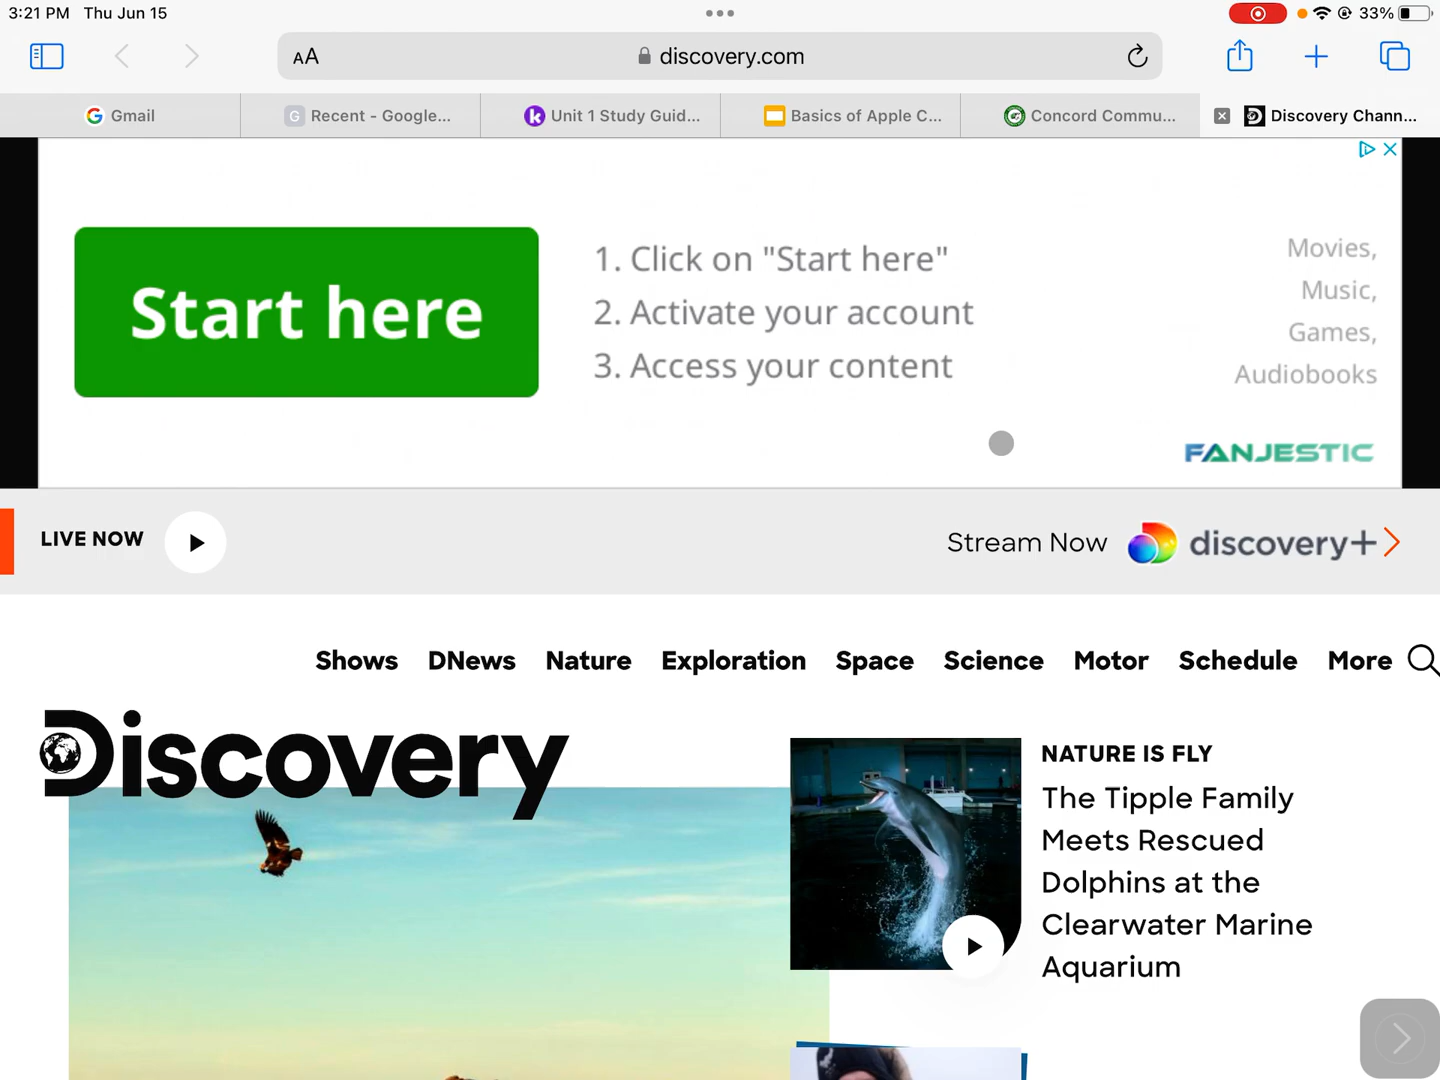 3:21 PM Thu Jun 15
33%
AA
discovery.com
Gmail
G Recent - Google...
k Unit 1 Study Guid...
Basics of Apple C...
Concord Commu...
Discovery Chann...
Start here
1. Click on "Start here"
2. Activate your account
3. Access your content
Movies,
Music,
Games,
Audiobooks
FANJESTIC
LIVE NOW
Stream Now discovery+
Shows DNews Nature Exploration Space Science Motor Schedule More
Discovery
NATURE IS FLY
The Tipple Family
Meets Rescued
Dolphins at the
Clearwater Marine
Aquarium